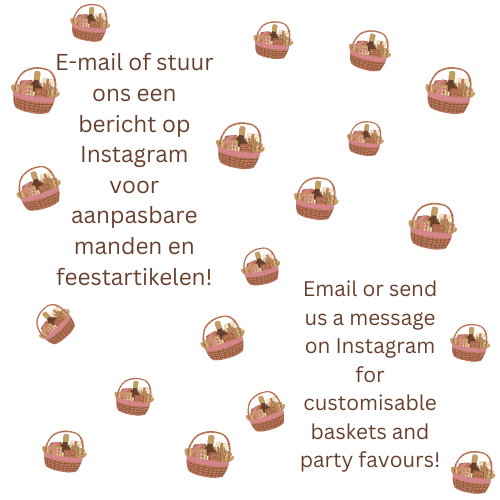 E-mail of stuur
ons een
bericht op
Instagram
voor
aanpasbare
manden en
feestartikelen!
Email or send
us a message
on Instagram
for
customisable
baskets and
party favours!